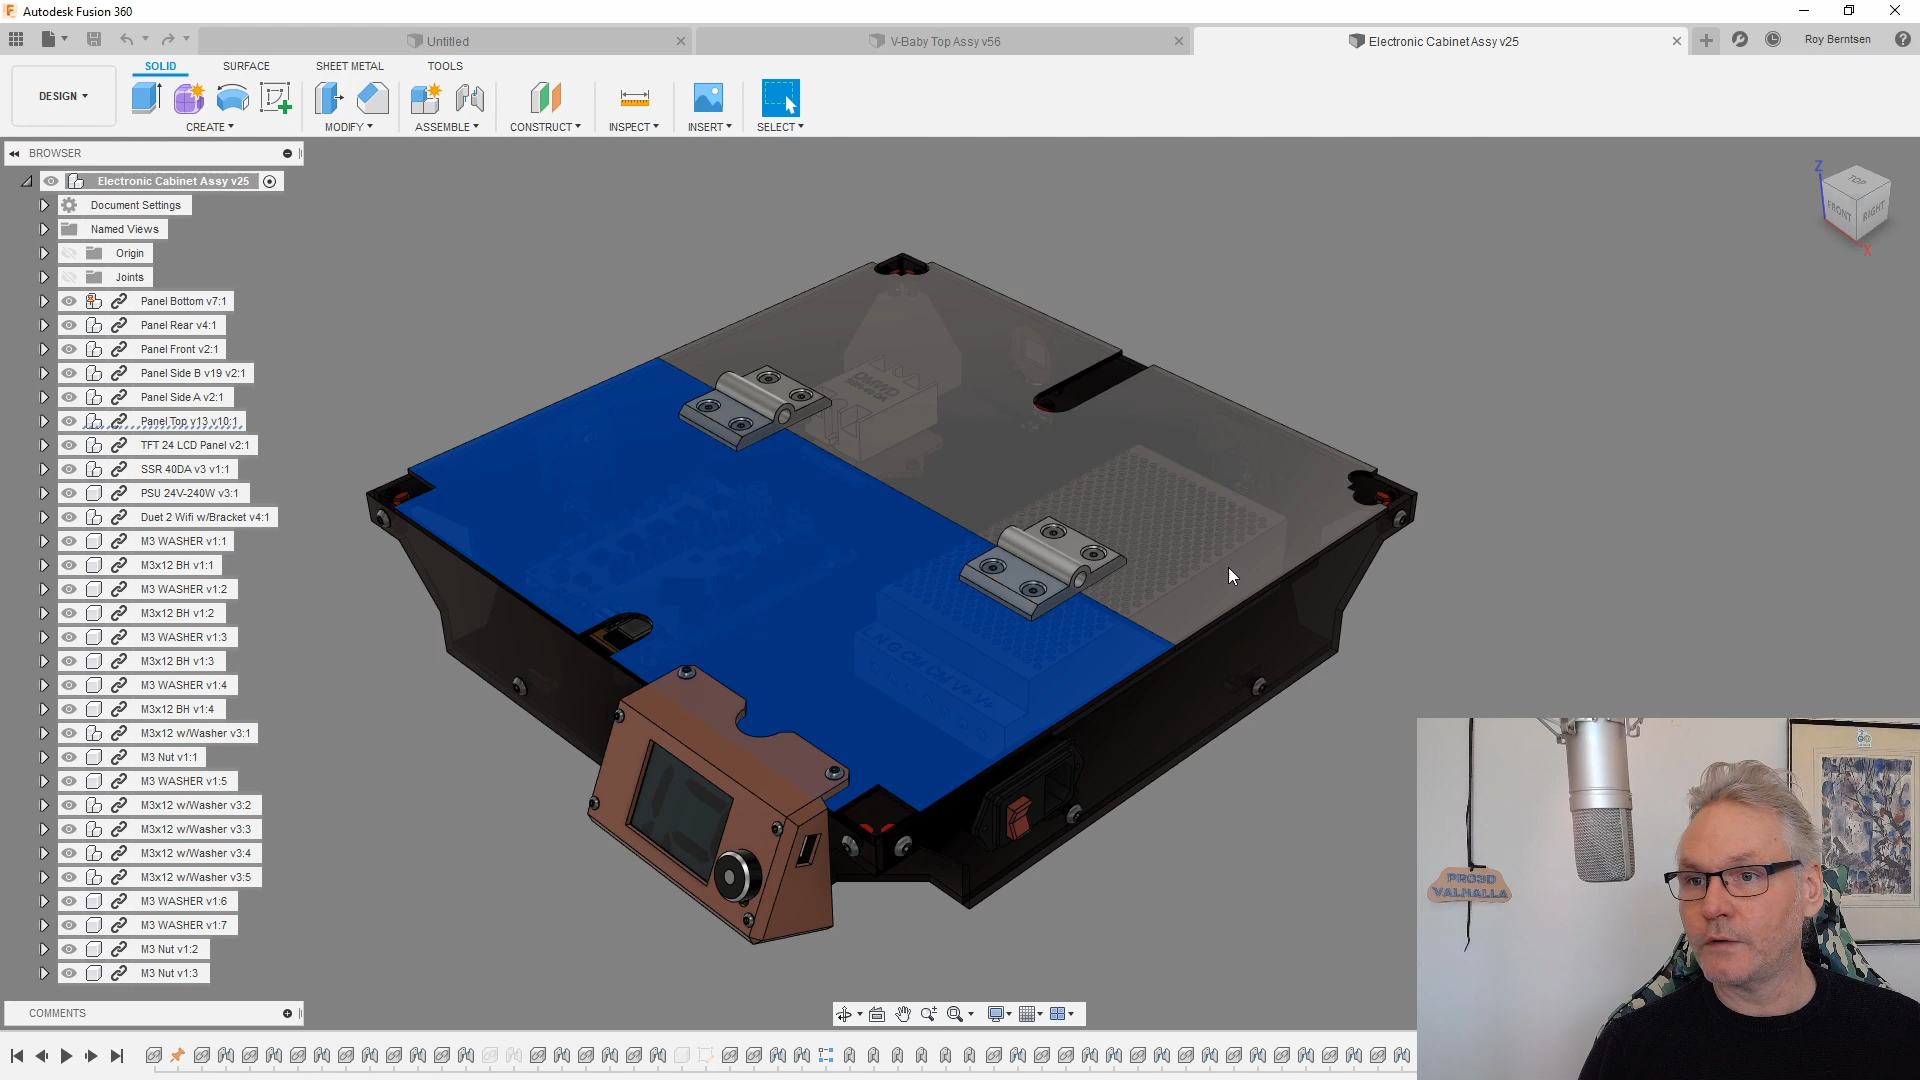 Autodesk Fusion 360
Untitled
V-Baby Top Assy v56
Electronic Cabinet Assy v25
Roy Berntsen
SOLID
SURFACE
SHEET METAL
TOOLS
DESIGN
CREATE
MODIFY
ASSEMBLE
CONSTRUCT
INSPECT
INSERT
SELECT
BROWSER
Electronic Cabinet Assy v25
Document Settings
Named Views
Origin
Joints
Panel Bottom v7:1
Panel Rear v4:1
Panel Front v2:1
Panel Side B v19 v2:1
Panel Side A v2:1
Panel Top v13 v10:1
TFT 24 LCD Panel v2:1
SSR 40DA v3 v1:1
PSU 24V-240W v3:1
Duet 2 Wifi w/Bracket v4:1
M3 WASHER v1:1
M3x12 BH v1:1
M3 WASHER v1:2
M3x12 BH v1:2
M3 WASHER v1:3
M3x12 BH v1:3
M3 WASHER v1:4
M3x12 BH v1:4
M3x12 w/Washer v3:1
M3 Nut v1:1
M3 WASHER v1:5
M3x12 w/Washer v3:2
M3x12 w/Washer v3:3
M3x12 w/Washer v3:4
M3x12 w/Washer v3:5
M3 WASHER v1:6
M3 WASHER v1:7
M3 Nut v1:2
M3 Nut v1:3
COMMENTS
Z
TOP
FRONT
RIGHT
X
L N G CM CM V+ V+
PRO3D
VALHALLA